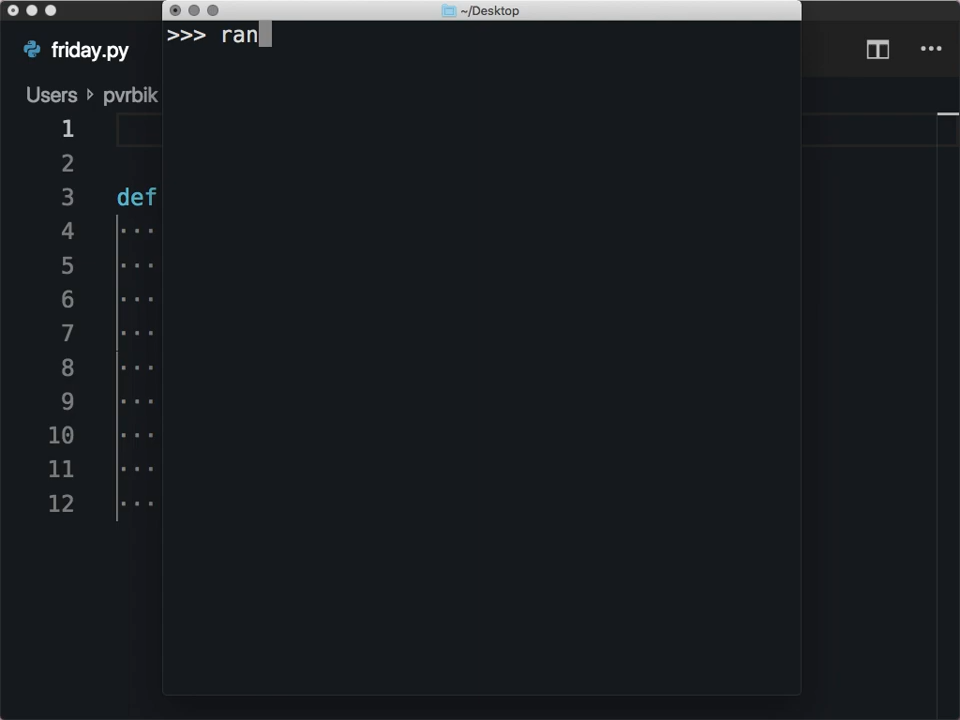 ~/Desktop
>>> ran
friday.py
Users pvrbik
1
2
3 def
4
5
6
7
8
9
10
11
12